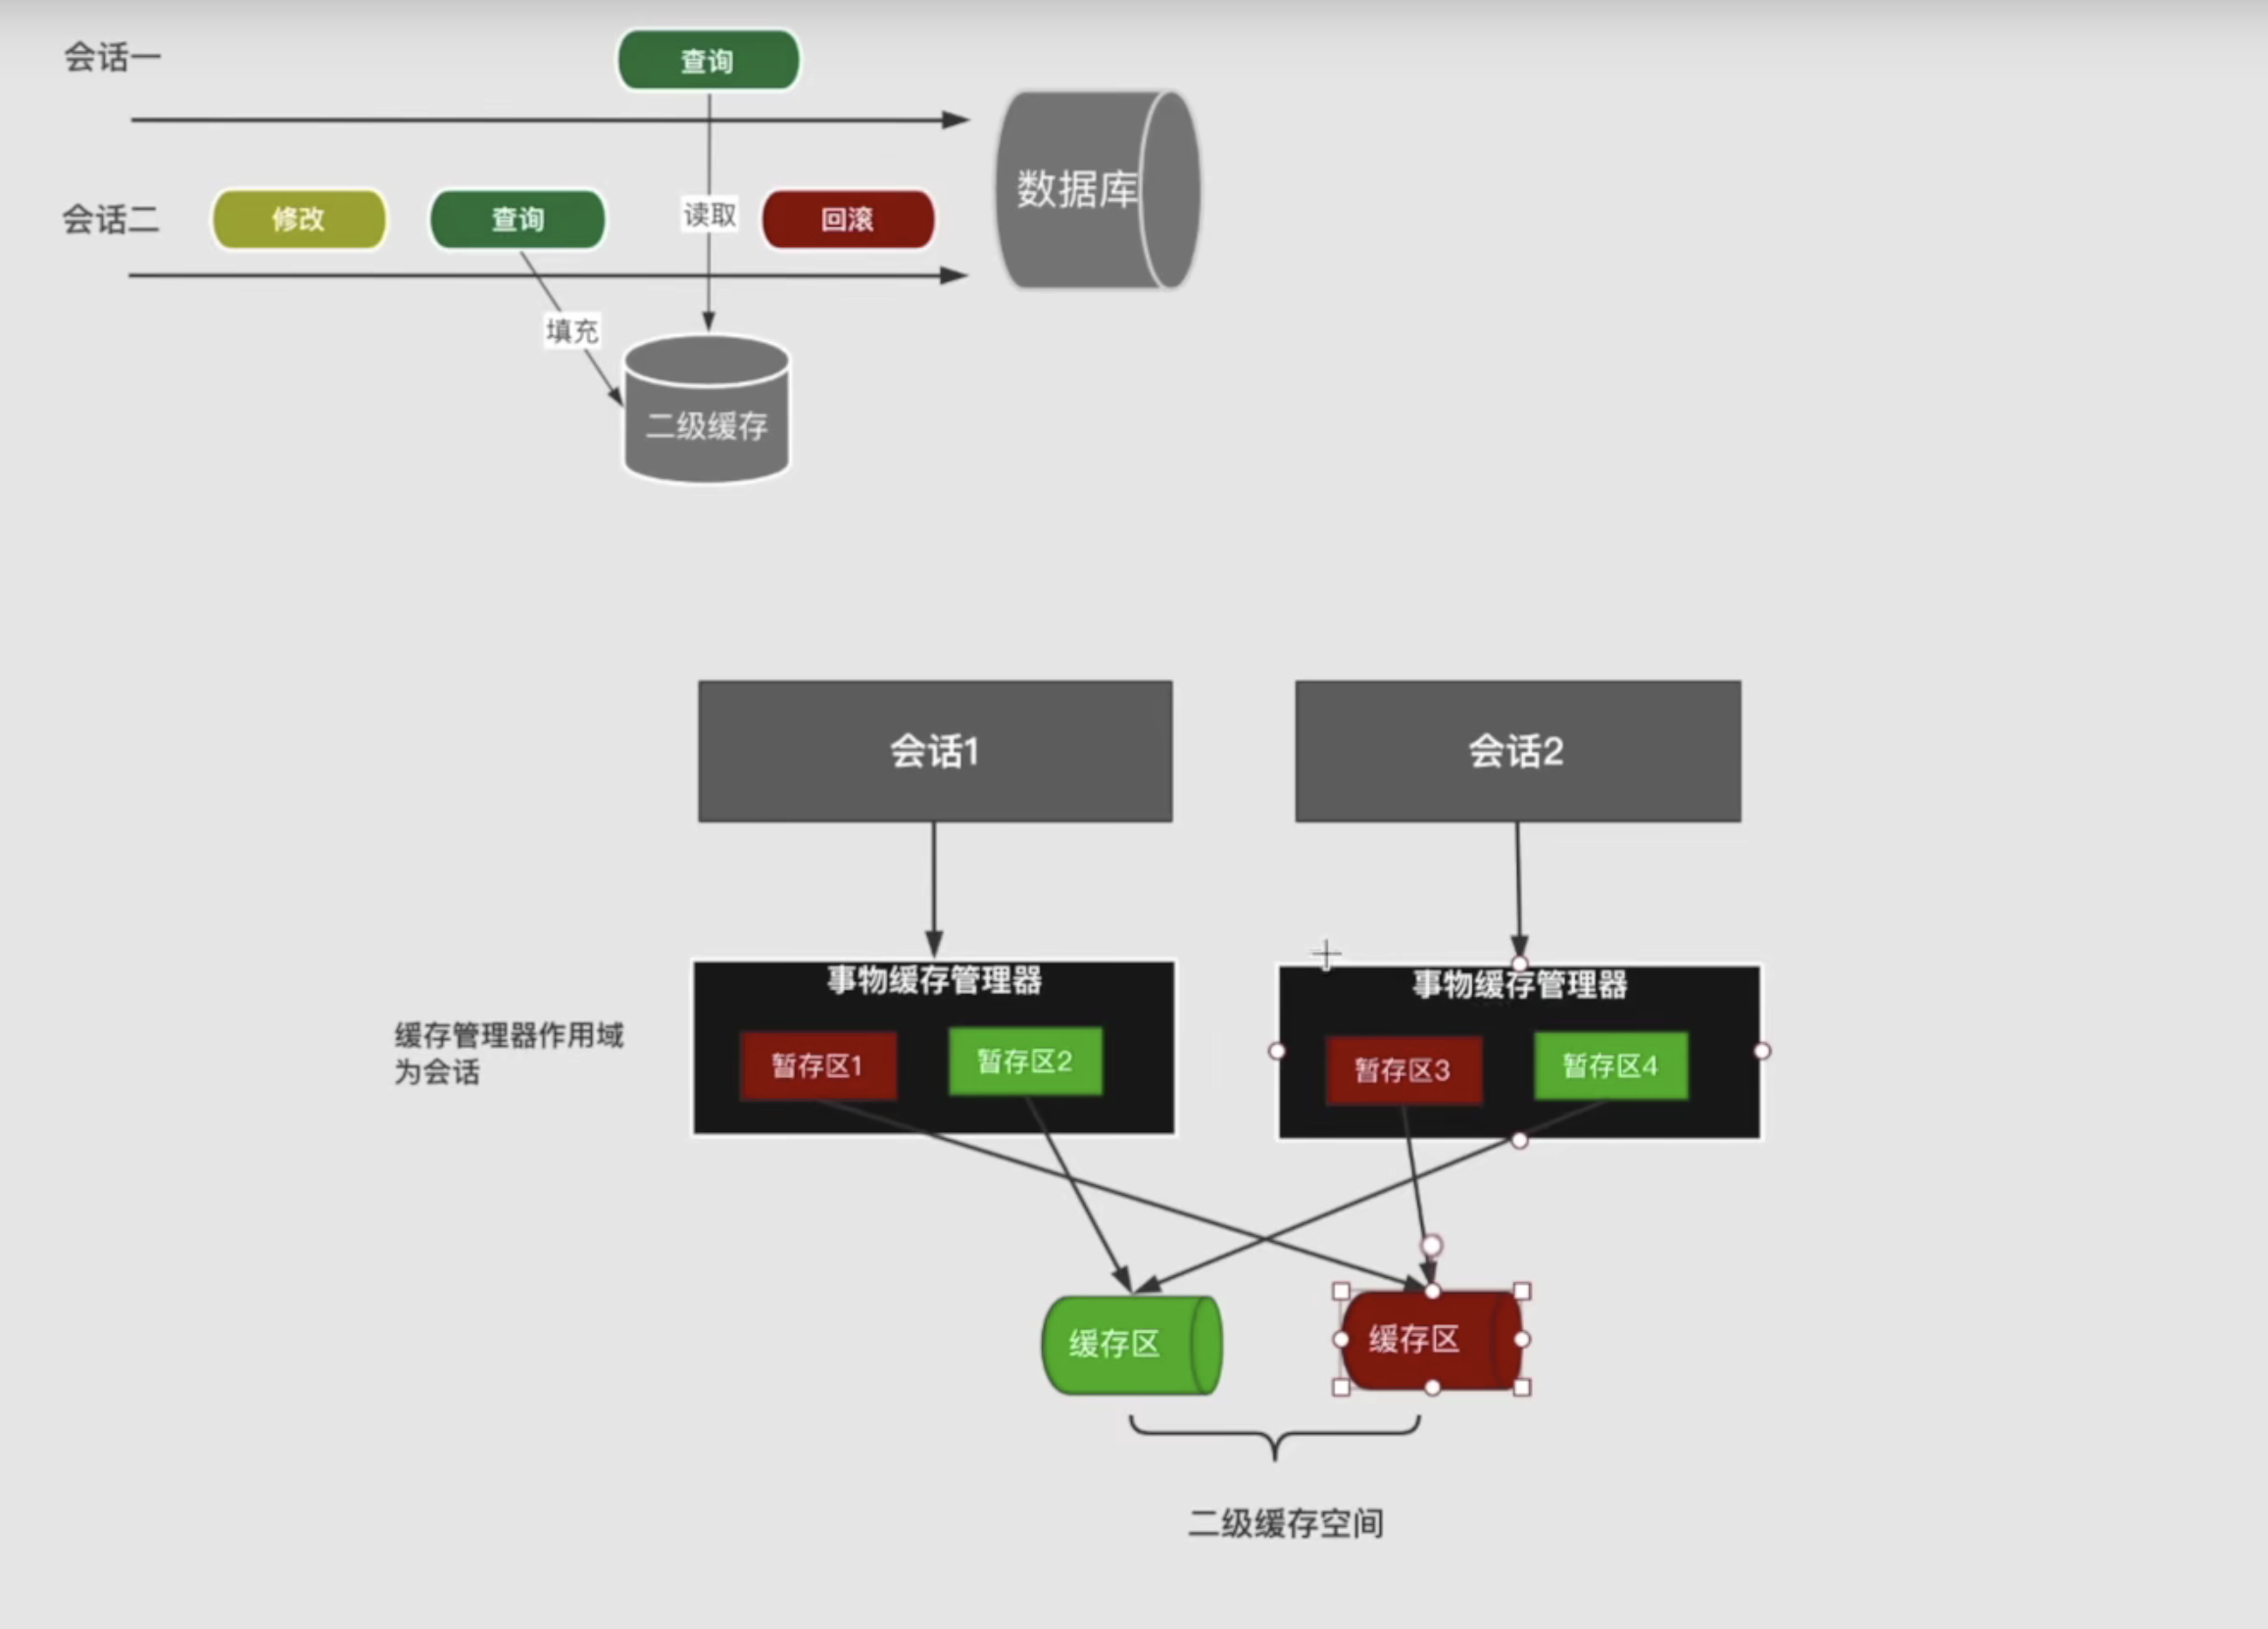 会话一
查询
数据库
会话二
修改
查询
读取
回滚
填充
二级缓存
会话1
会话2
事物缓存管理器
事物缓存管理器
缓存管理器作用域
为会话
暂存区1
暂存区2
暂存区3
暂存区4
缓存区
缓存区
二级缓存空间